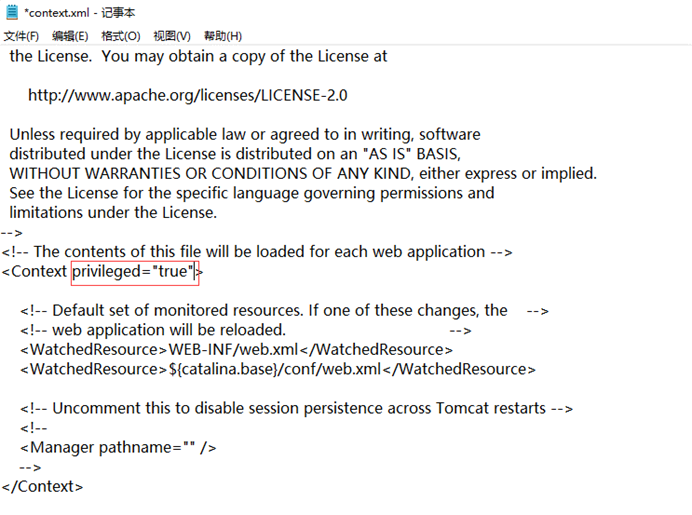 *context.xml - 记事本
文件(F) 编辑(E) 格式(O) 视图(V) 帮助(H)
the License.  You may obtain a copy of the License at
http://www.apache.org/licenses/LICENSE-2.0
Unless required by applicable law or agreed to in writing, software
distributed under the License is distributed on an "AS IS" BASIS,
WITHOUT WARRANTIES OR CONDITIONS OF ANY KIND, either express or implied.
See the License for the specific language governing permissions and
limitations under the License.
-->
<!-- The contents of this file will be loaded for each web application -->
<Context privileged="true">
<!-- Default set of monitored resources. If one of these changes, the    -->
<!-- web application will be reloaded.                                   -->
<WatchedResource>WEB-INF/web.xml</WatchedResource>
<WatchedResource>${catalina.base}/conf/web.xml</WatchedResource>
<!-- Uncomment this to disable session persistence across Tomcat restarts -->
<!--
<Manager pathname="" />
-->
</Context>